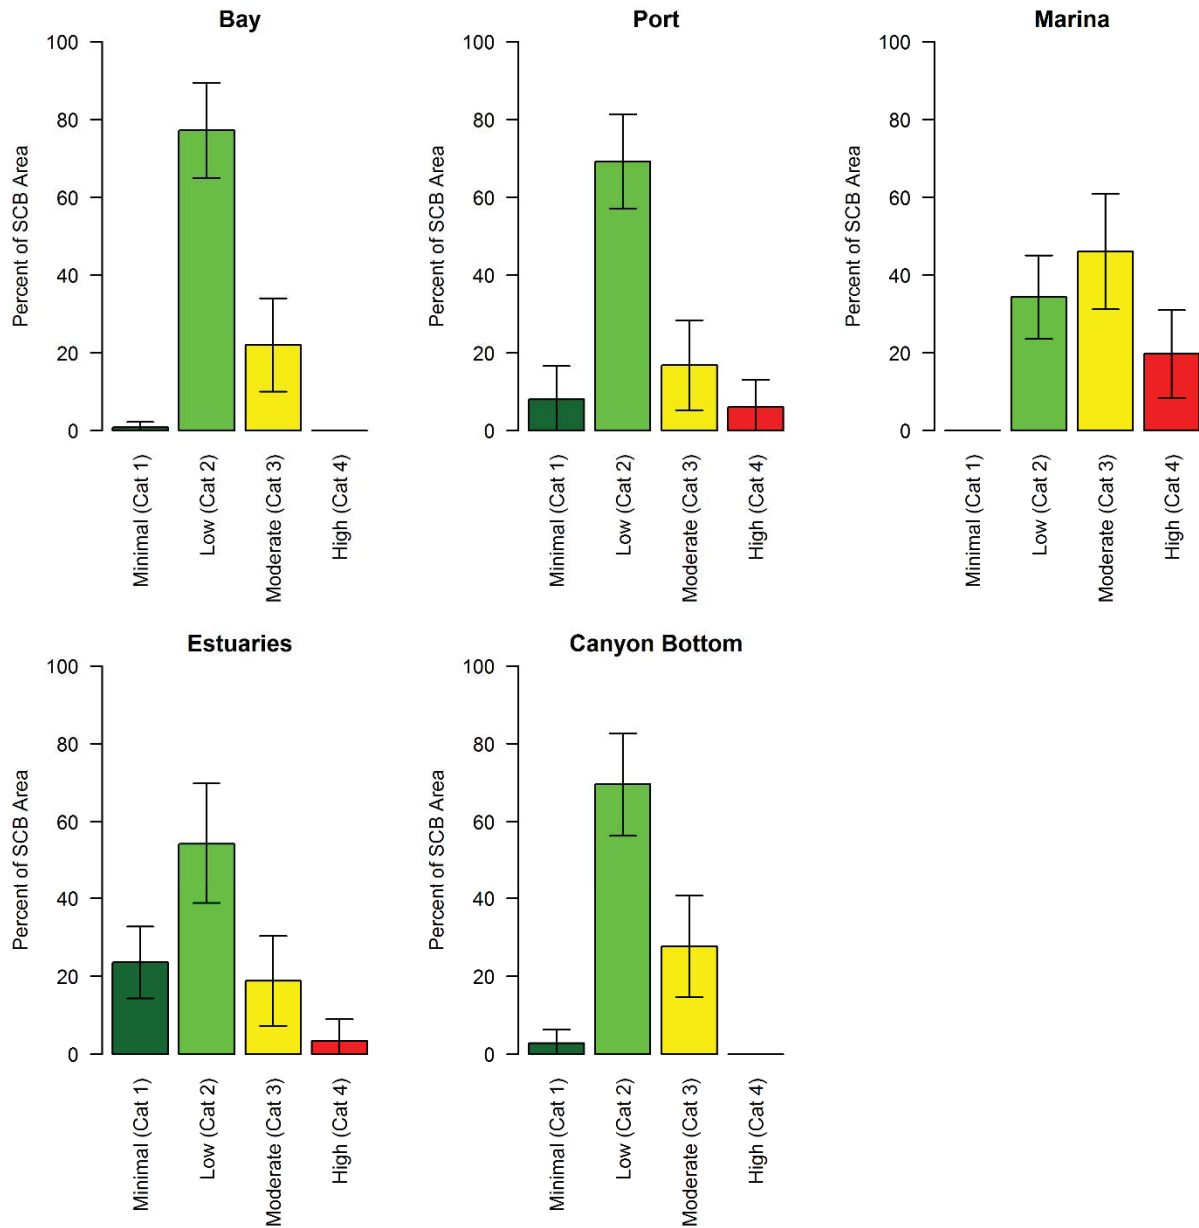 Bay
Percent of SCB Area
100
80
60
40
20
0
Minimal (Cat 1)
Low (Cat 2)
Moderate (Cat 3)
High (Cat 4)
Port
Percent of SCB Area
100
80
60
40
20
0
Minimal (Cat 1)
Low (Cat 2)
Moderate (Cat 3)
High (Cat 4)
Marina
Percent of SCB Area
100
80
60
40
20
0
Minimal (Cat 1)
Low (Cat 2)
Moderate (Cat 3)
High (Cat 4)
Estuaries
Percent of SCB Area
100
80
60
40
20
0
Minimal (Cat 1)
Low (Cat 2)
Moderate (Cat 3)
High (Cat 4)
Canyon Bottom
Percent of SCB Area
100
80
60
40
20
0
Minimal (Cat 1)
Low (Cat 2)
Moderate (Cat 3)
High (Cat 4)